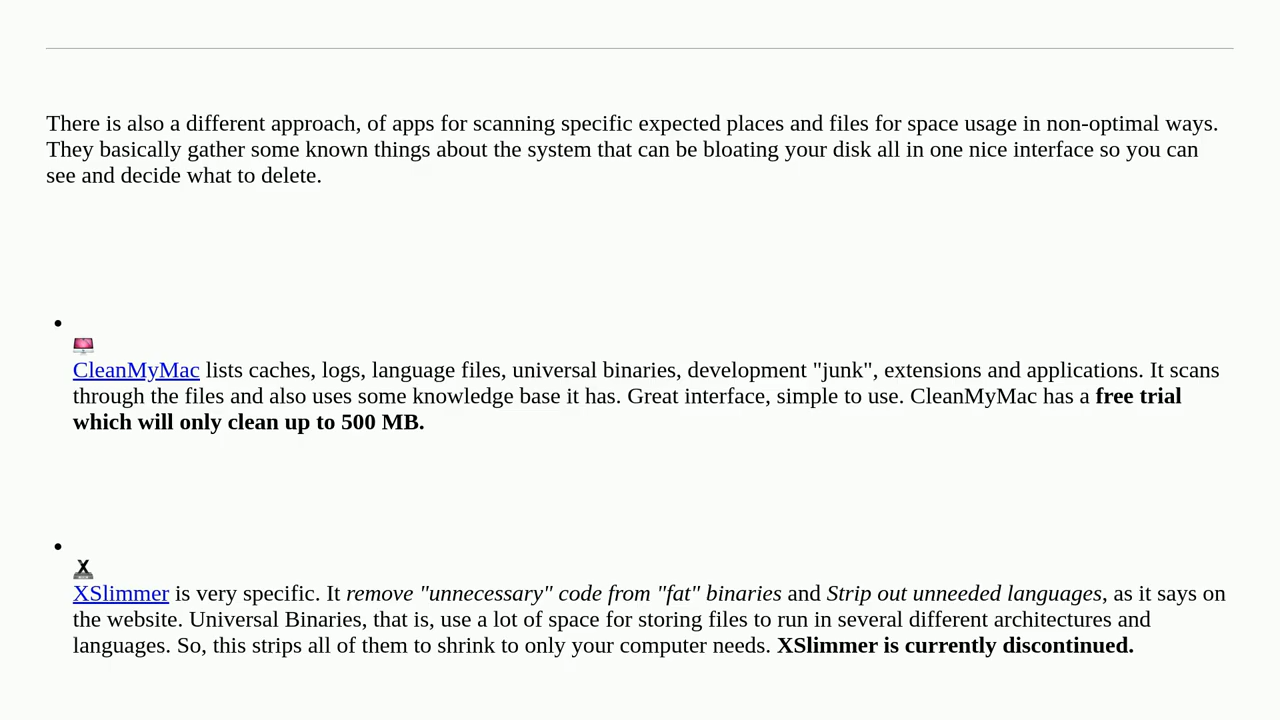 There is also a different approach, of apps for scanning specific expected places and files for space usage in non-optimal ways.
They basically gather some known things about the system that can be bloating your disk all in one nice interface so you can
see and decide what to delete.
CleanMyMac lists caches, logs, language files, universal binaries, development "junk", extensions and applications. It scans
through the files and also uses some knowledge base it has. Great interface, simple to use. CleanMyMac has a free trial
which will only clean up to 500 MB.
X
XSlimmer is very specific. It remove "unnecessary" code from "fat" binaries and Strip out unneeded languages, as it says on
the website. Universal Binaries, that is, use a lot of space for storing files to run in several different architectures and
languages. So, this strips all of them to shrink to only your computer needs. XSlimmer is currently discontinued.